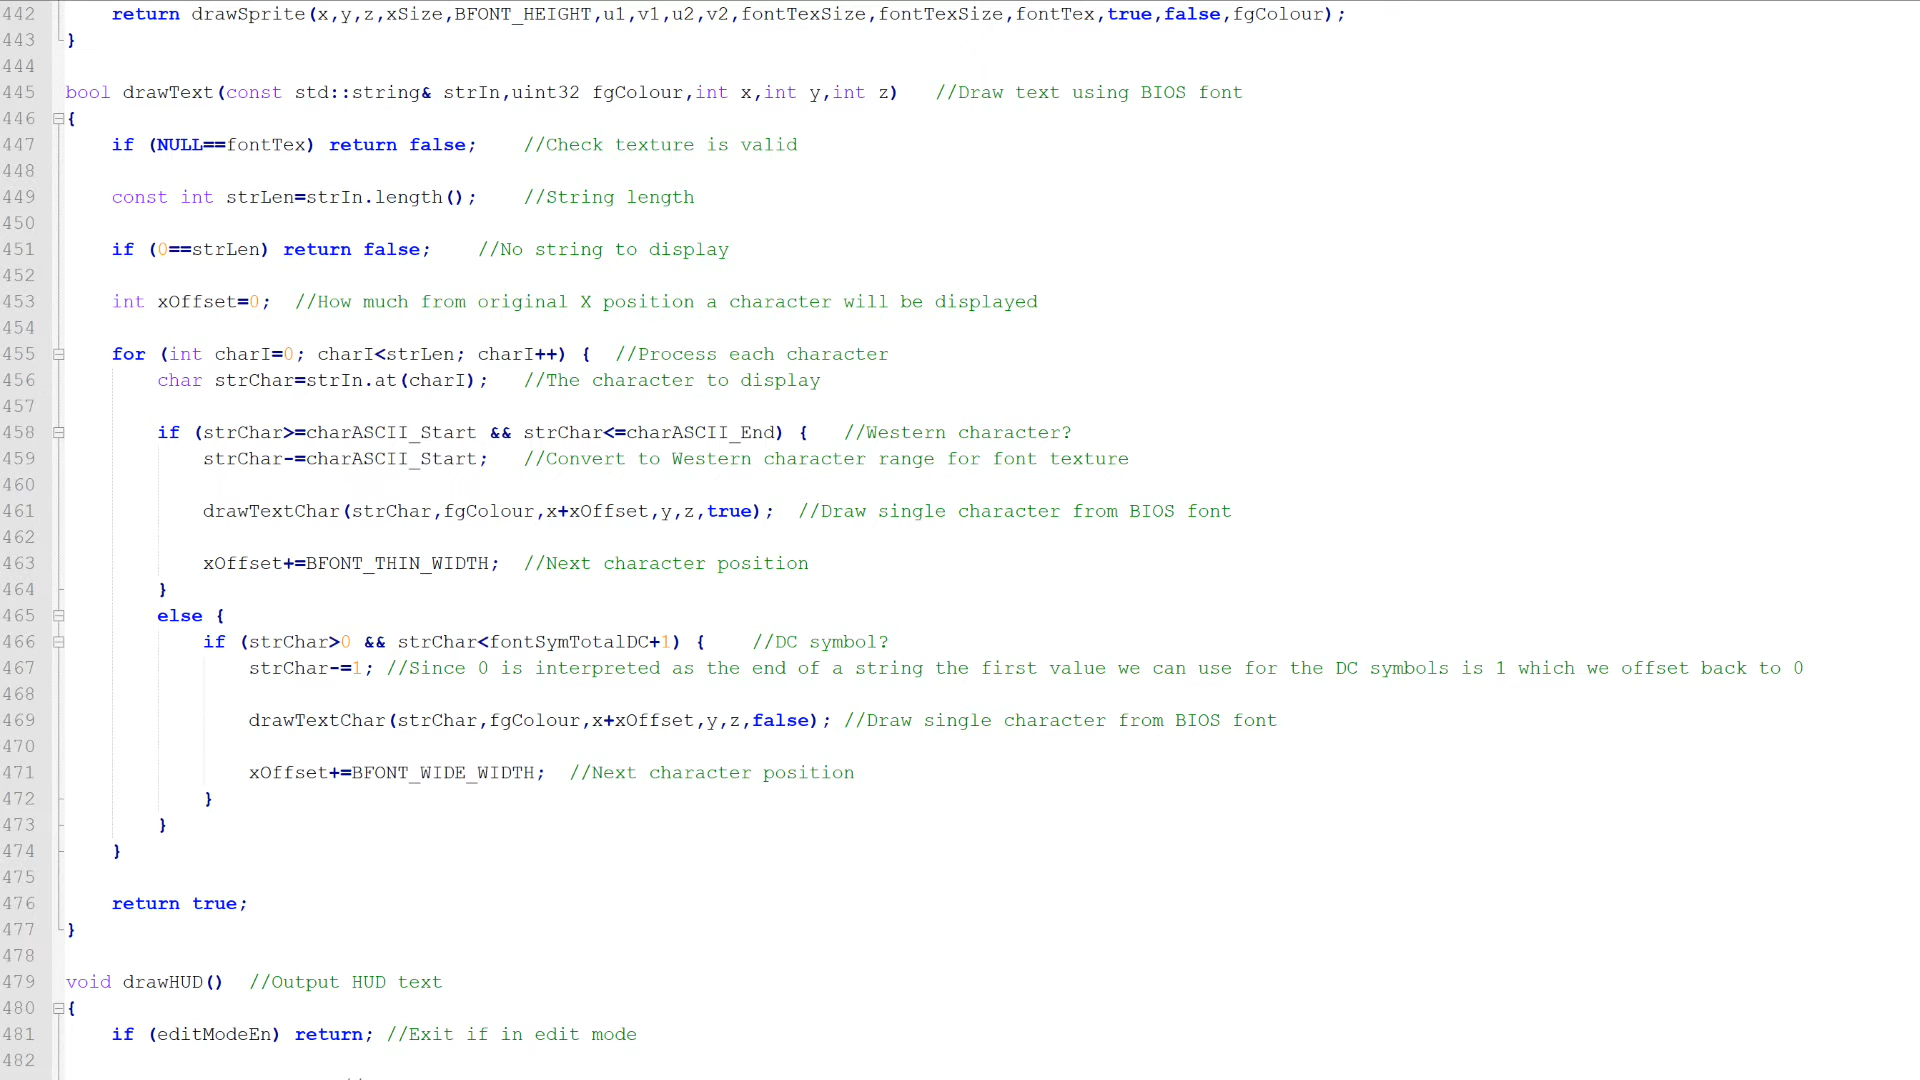 442 return drawSprite(x,y,z,xSize,BFONT_HEIGHT,u1,v1,u2,v2,fontTexSize,fontTexSize,fontTex,true,false,fgColour);
443 }
444
445 bool drawText(const std::string& strIn,uint32 fgColour,int x,int y,int z) //Draw text using BIOS font
446 {
447 if (NULL==fontTex) return false; //Check texture is valid
448
449 const int strLen=strIn.length(); //String length
450
451 if (0==strLen) return false; //No string to display
452
453 int xOffset=0; //How much from original X position a character will be displayed
454
455 for (int charI=0; charI<strLen; charI++) { //Process each character
456 char strChar=strIn.at(charI); //The character to display
457
458 if (strChar>=charASCII_Start && strChar<=charASCII_End) { //Western character?
459 strChar-=charASCII_Start; //Convert to Western character range for font texture
460
461 drawTextChar(strChar,fgColour,x+xOffset,y,z,true); //Draw single character from BIOS font
462
463 xOffset+=BFONT_THIN_WIDTH; //Next character position
464 }
465 else {
466 if (strChar>0 && strChar<fontSymTotalDC+1) { //DC symbol?
467 strChar-=1; //Since 0 is interpreted as the end of a string the first value we can use for the DC symbols is 1 which we offset back to 0
468
469 drawTextChar(strChar,fgColour,x+xOffset,y,z,false); //Draw single character from BIOS font
470
471 xOffset+=BFONT_WIDE_WIDTH; //Next character position
472 }
473 }
474 }
475
476 return true;
477 }
478
479 void drawHUD() //Output HUD text
480 {
481 if (editModeEn) return; //Exit if in edit mode
482